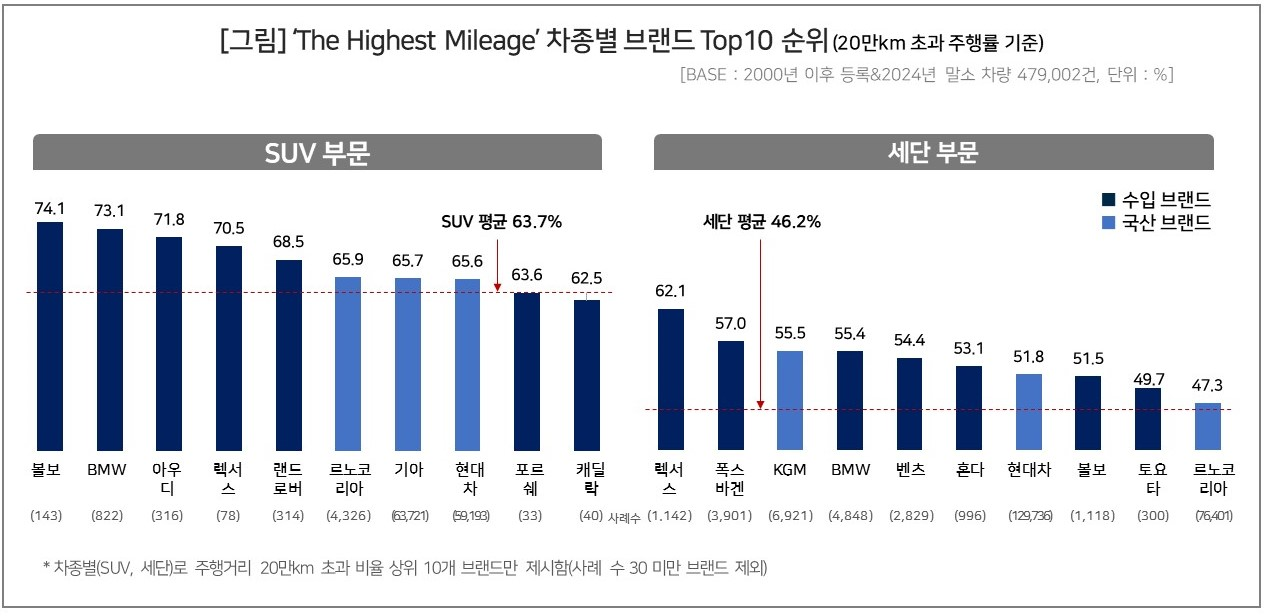 [그림] ‘The Highest Mileage’ 차종별 브랜드 Top10 순위(20만km 초과 주행률 기준)
[BASE : 2000년 이후 등록&2024년 말소 차량 479,002건, 단위 : %]
SUV 부문
74.1 73.1 71.8 70.5 68.5 65.9 65.7 65.6 63.6 62.5
SUV 평균 63.7%
볼보 BMW 아우디 렉서스 랜드로버 르노코리아 기아 현대차 포르쉐 캐딜락
(143) (822) (316) (78) (314) (4,326) (63,721) (59,193) (33) (40)
사례수
세단 부문
수입 브랜드
국산 브랜드
세단 평균 46.2%
62.1 57.0 55.5 55.4 54.4 53.1 51.8 51.5 49.7 47.3
렉서스 폭스바겐 KGM BMW 벤츠 혼다 현대차 볼보 토요타 르노코리아
(1.142) (3,901) (6,921) (4,848) (2,829) (996) (129,736) (1,118) (300) (76,401)
* 차종별(SUV, 세단)로 주행거리 20만km 초과 비율 상위 10개 브랜드만 제시함(사례 수 30 미만 브랜드 제외)